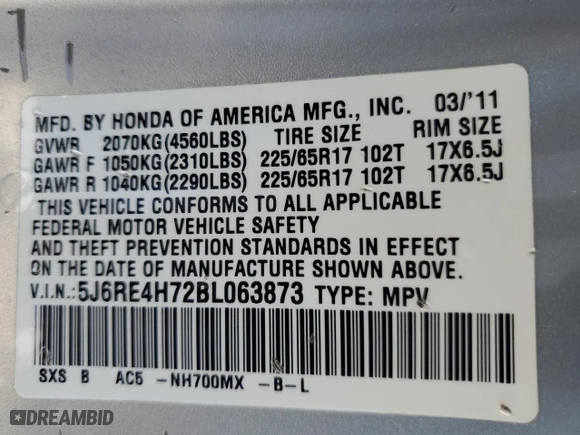 MFD. BY HONDA OF AMERICA MFG., INC. 03/'11
GVWR 2070KG(4560LBS) TIRE SIZE RIM SIZE
GAWR F 1050KG(2310LBS) 225/65R17 102T 17X6.5J
GAWR R 1040KG(2290LBS) 225/65R17 102T 17X6.5J
THIS VEHICLE CONFORMS TO ALL APPLICABLE
FEDERAL MOTOR VEHICLE SAFETY
AND THEFT PREVENTION STANDARDS IN EFFECT
ON THE DATE OF MANUFACTURE SHOWN ABOVE.
V.I.N.:5J6RE4H72BL063873 TYPE: MPV
SXS B AC5 -NH700MX -B-L
DREAMBID